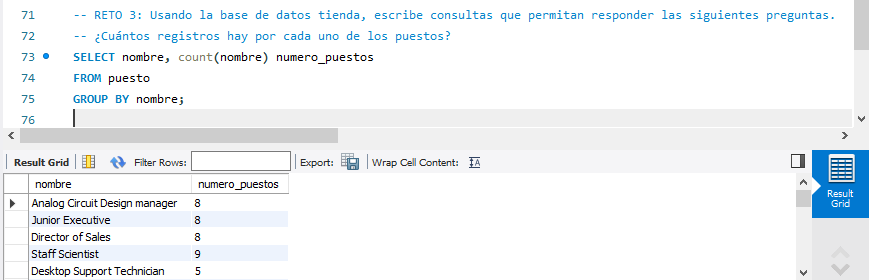 71 -- RETO 3: Usando la base de datos tienda, escribe consultas que permitan responder las siguientes preguntas.
72 -- ¿Cuántos registros hay por cada uno de los puestos?
73 SELECT nombre, count(nombre) numero_puestos
74 FROM puesto
75 GROUP BY nombre;
76
Result Grid Filter Rows: Export: Wrap Cell Content: IA
nombre numero_puestos
Analog Circuit Design manager 8
Junior Executive 8
Director of Sales 8
Staff Scientist 9
Desktop Support Technician 5
Result
Grid